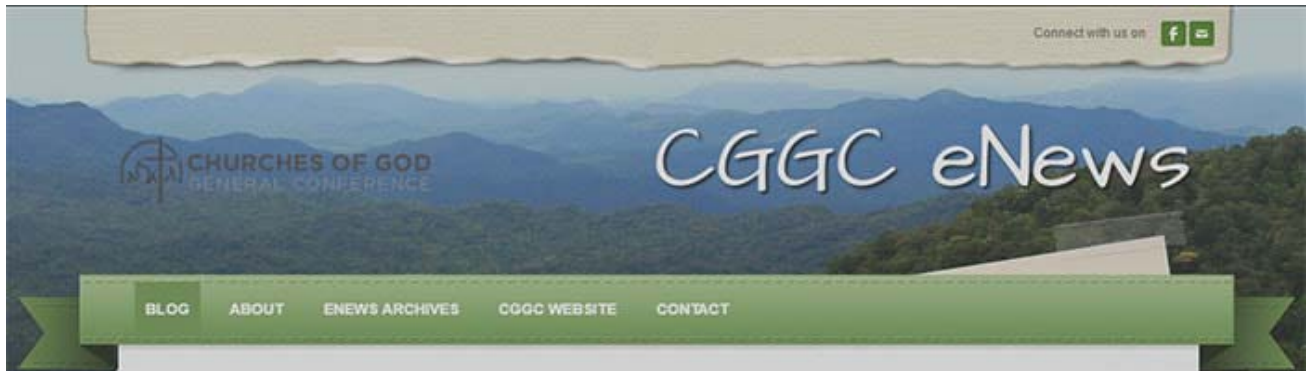 Connect with us on
CHURCHES OF GOD
GENERAL CONFERENCE
CGGC eNews
BLOG ABOUT ENEWS ARCHIVES CGGC WEBSITE CONTACT